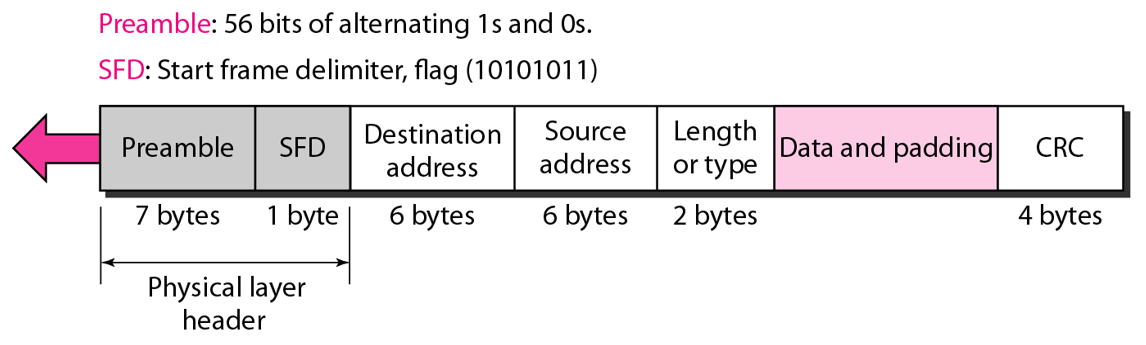 Preamble: 56 bits of alternating 1s and 0s.
SFD: Start frame delimiter, flag (10101011)
Preamble
SFD
Destination
address
Source
address
Length
or type
Data and padding
CRC
7 bytes
1 byte
6 bytes
6 bytes
2 bytes
4 bytes
Physical layer
header